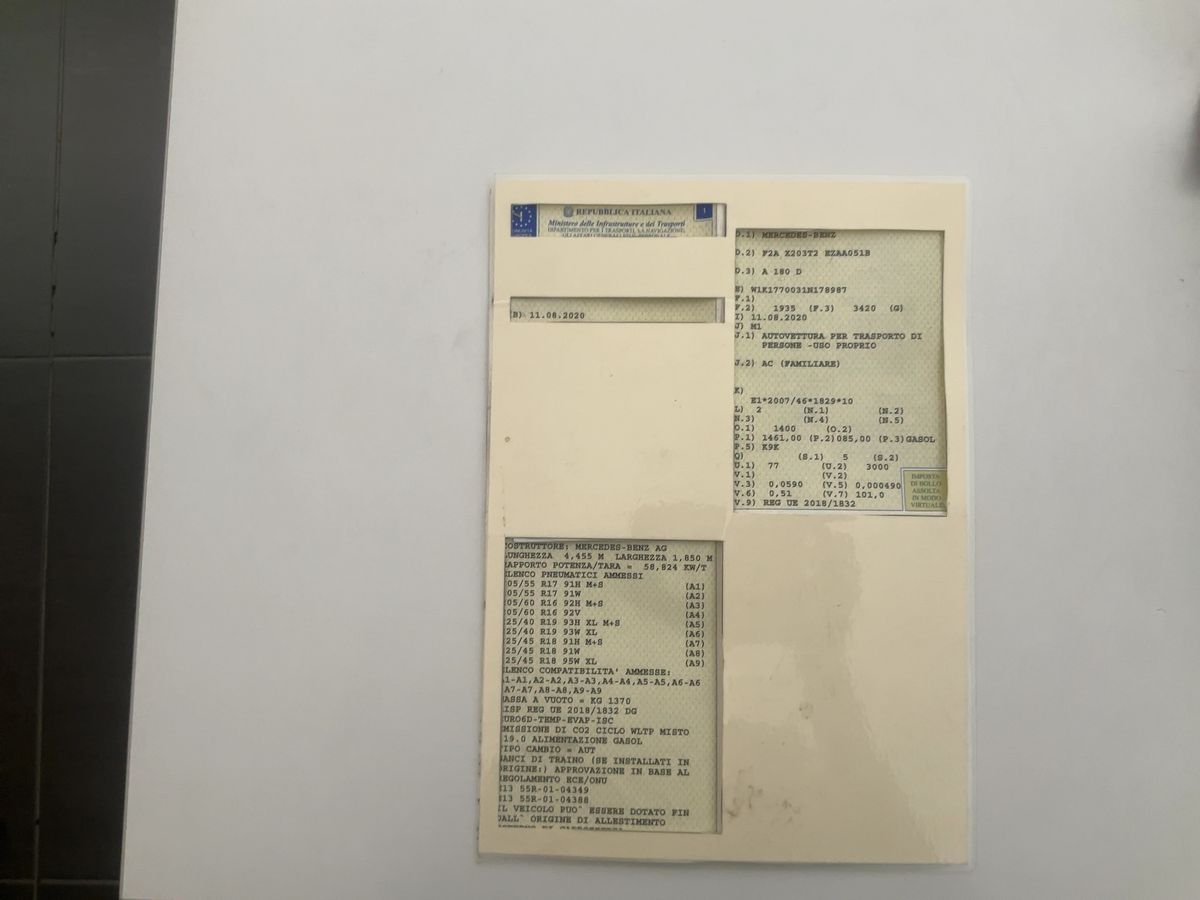 REPUBBLICA ITALIANA
1
Ministero delle Infrastrutture e dei Trasporti
DIPARTIMENTO PER I TRASPORTI, LA NAVIGAZIONE,
B) 11.08.2020
D.1) MERCEDES-BENZ
D.2) F2A X203T2 RZAA051B
D.3) A 180 D
E) W1K1770031N178987
F.1)
F.2) 1935 (F.3) 3420 (G)
I) 11.08.2020
J) M1
J.1) AUTOVETTURA PER TRASPORTO DI
PERSONE -USO PROPRIO
J.2) AC (FAMILIARE)
K)
E1*2007/46*1829*10
L) 2 (N.1) (N.2)
N.3) (N.4) (N.5)
O.1) 1400 (O.2)
P.1) 1461,00 (P.2)085,00 (P.3)GASOL
P.5) K9K
Q) (S.1) 5 (S.2)
U.1) 77 (U.2) 3000
V.1) (V.2)
V.3) 0,0590 (V.5) 0,000490
V.6) 0,51 (V.7) 101,0
V.9) REG UE 2018/1832
IMPOSTA
DI BOLLO
ASSOLTA
IN MODO
VIRTUALE
COSTRUTTORE: MERCEDES-BENZ AG
LUNGHEZZA 4,455 M LARGHEZZA 1,850 M
RAPPORTO POTENZA/TARA = 58,824 KW/T
ELENCO PNEUMATICI AMMESSI
05/55 R17 91H M+S (A1)
05/55 R17 91W (A2)
05/60 R16 92H M+S (A3)
05/60 R16 92V (A4)
25/40 R19 93H XL M+S (A5)
25/40 R19 93W XL (A6)
25/45 R18 91H M+S (A7)
25/45 R18 91W (A8)
25/45 R18 95W XL (A9)
ELENCO COMPATIBILITA' AMMESSE:
A1-A1,A2-A2,A3-A3,A4-A4,A5-A5,A6-A6
A7-A7,A8-A8,A9-A9
MASSA A VUOTO = KG 1370
DISP REG UE 2018/1832 DG
EURO6D-TEMP-EVAP-ISC
EMISSIONE DI CO2 CICLO WLTP MISTO
19.0 ALIMENTAZIONE GASOL
TIPO CAMBIO = AUT
GANCI DI TRAINO (SE INSTALLATI IN
ORIGINE:) APPROVAZIONE IN BASE AL
REGOLAMENTO ECE/ONU
E13 55R-01-04349
E13 55R-01-04388
IL VEICOLO PUO` ESSERE DOTATO FIN
DALL` ORIGINE DI ALLESTIMENTO